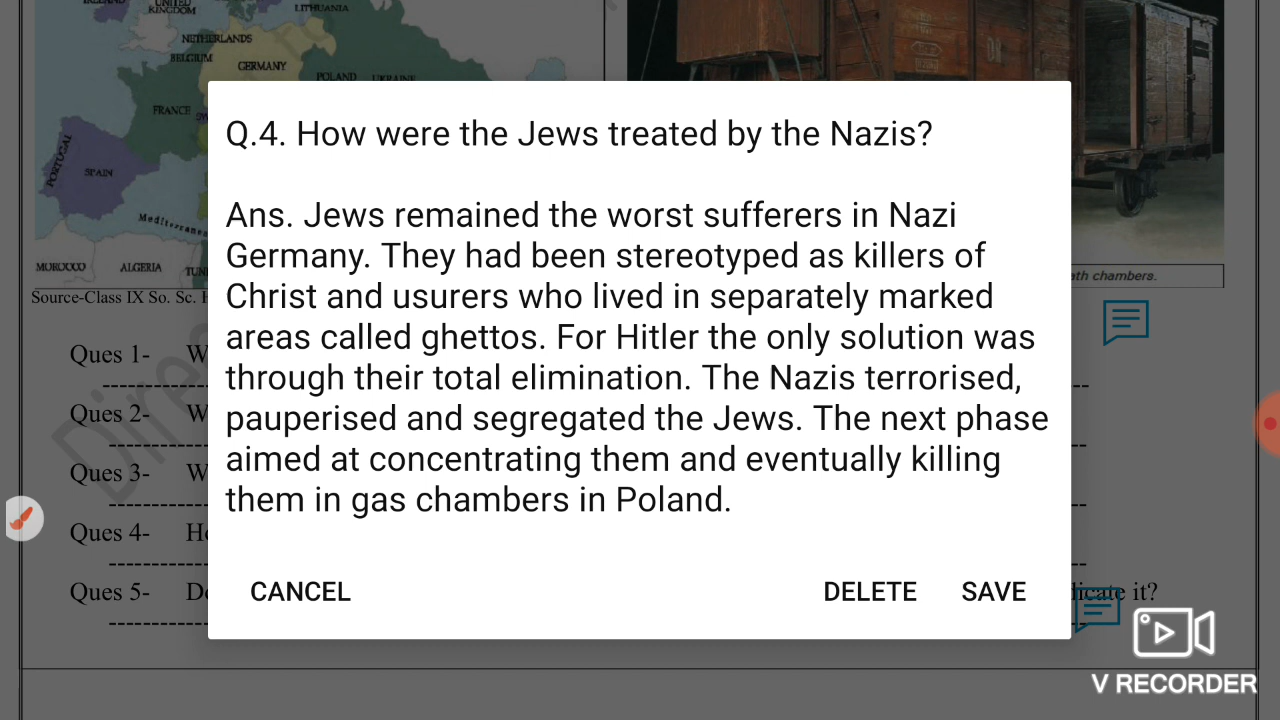 UNITED
KINGDOM
LITHUANIA
NETHERLANDS
BELGIUM
GERMANY
POLAND UKRAINE
FRANCE
PORTUGAL
SPAIN
Mediterranean
MOROCCO ALGERIA
DR
Q.4. How were the Jews treated by the Nazis?
Ans. Jews remained the worst sufferers in Nazi
Germany. They had been stereotyped as killers of
Christ and usurers who lived in separately marked
areas called ghettos. For Hitler the only solution was
through their total elimination. The Nazis terrorised,
pauperised and segregated the Jews. The next phase
aimed at concentrating them and eventually killing
them in gas chambers in Poland.
CANCEL DELETE SAVE
chambers.
Source-Class IX So. Sc.
Ques 1-
Ques 2-
Ques 3-
Ques 4-
Ques 5- it?
V RECORDER